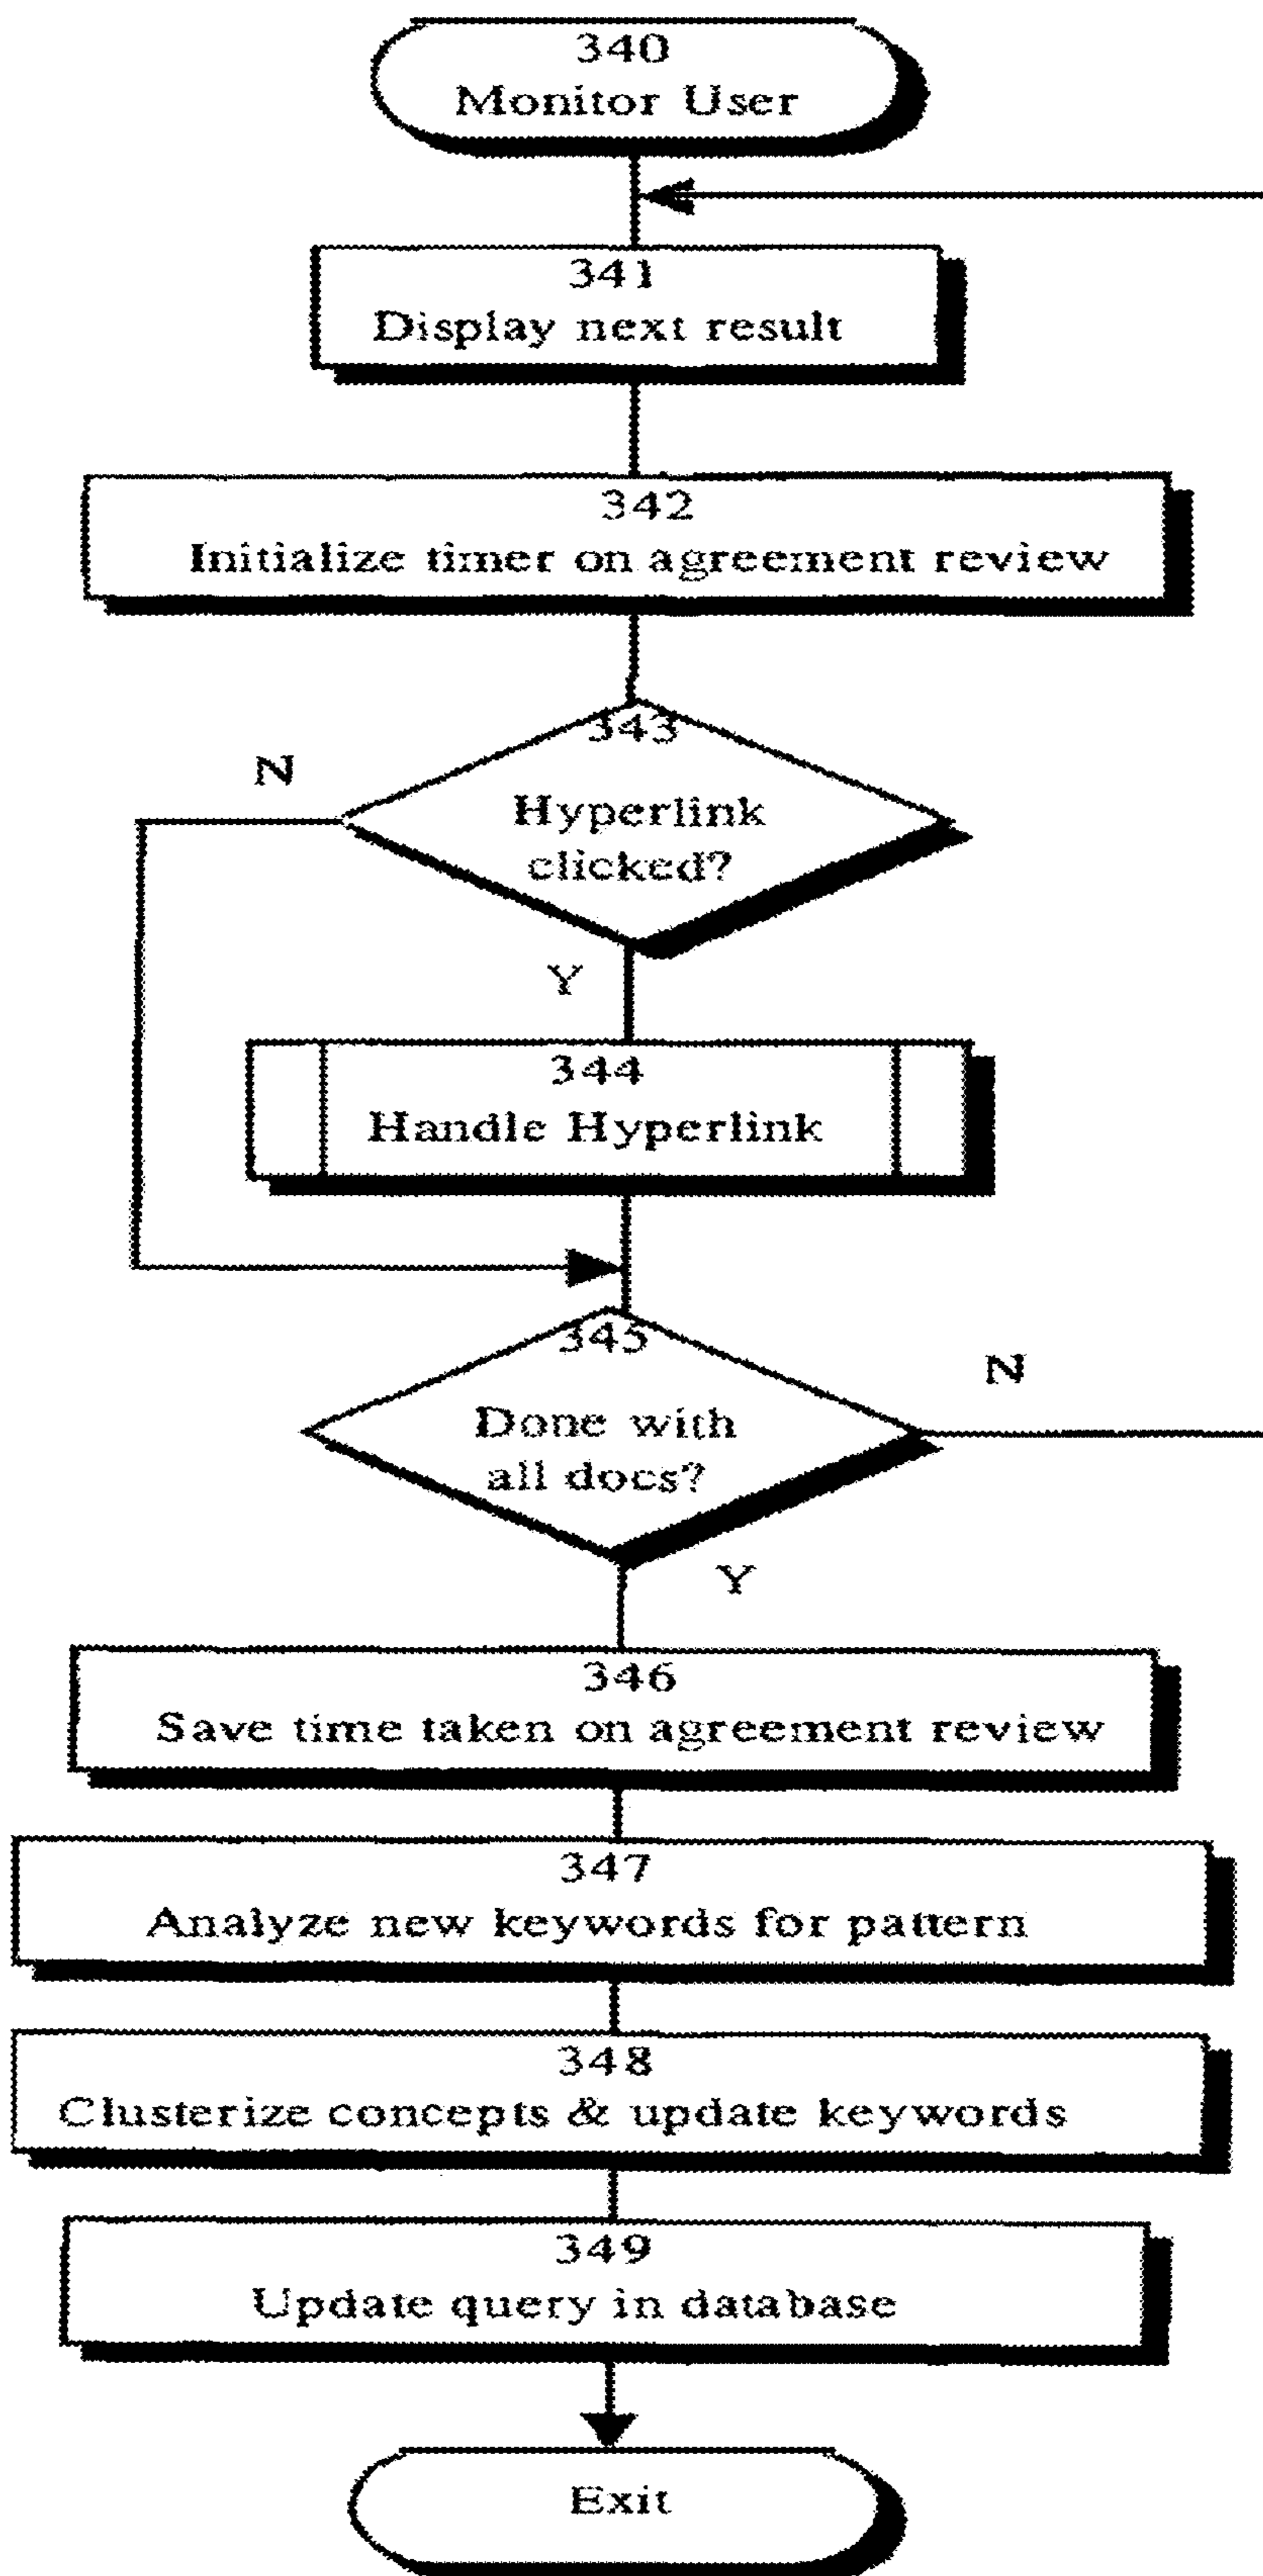 340
Monitor User
341
Display next result
342
Initialize timer on agreement review
343
N
Hyperlink
clicked?
Y
344
Handle Hyperlink
345
N
Done with
all docs?
Y
346
Save time taken on agreement review
347
Analyze new keywords for pattern
348
Clusterize concepts & update keywords
349
Update query in database
Exit